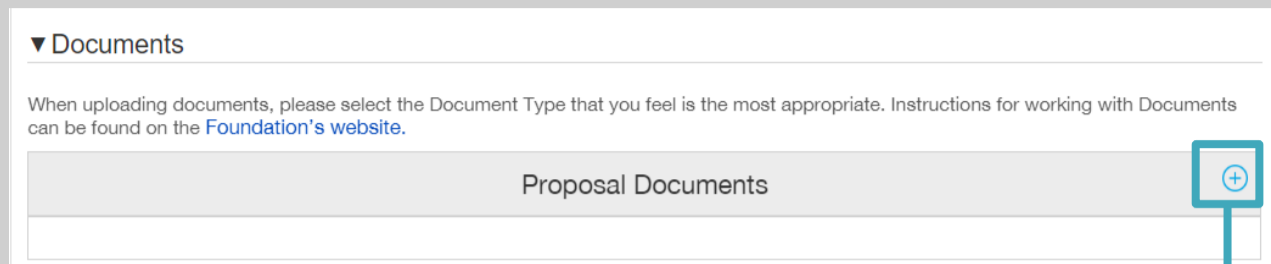 ▼Documents
When uploading documents, please select the Document Type that you feel is the most appropriate. Instructions for working with Documents
can be found on the Foundation's website.
Proposal Documents